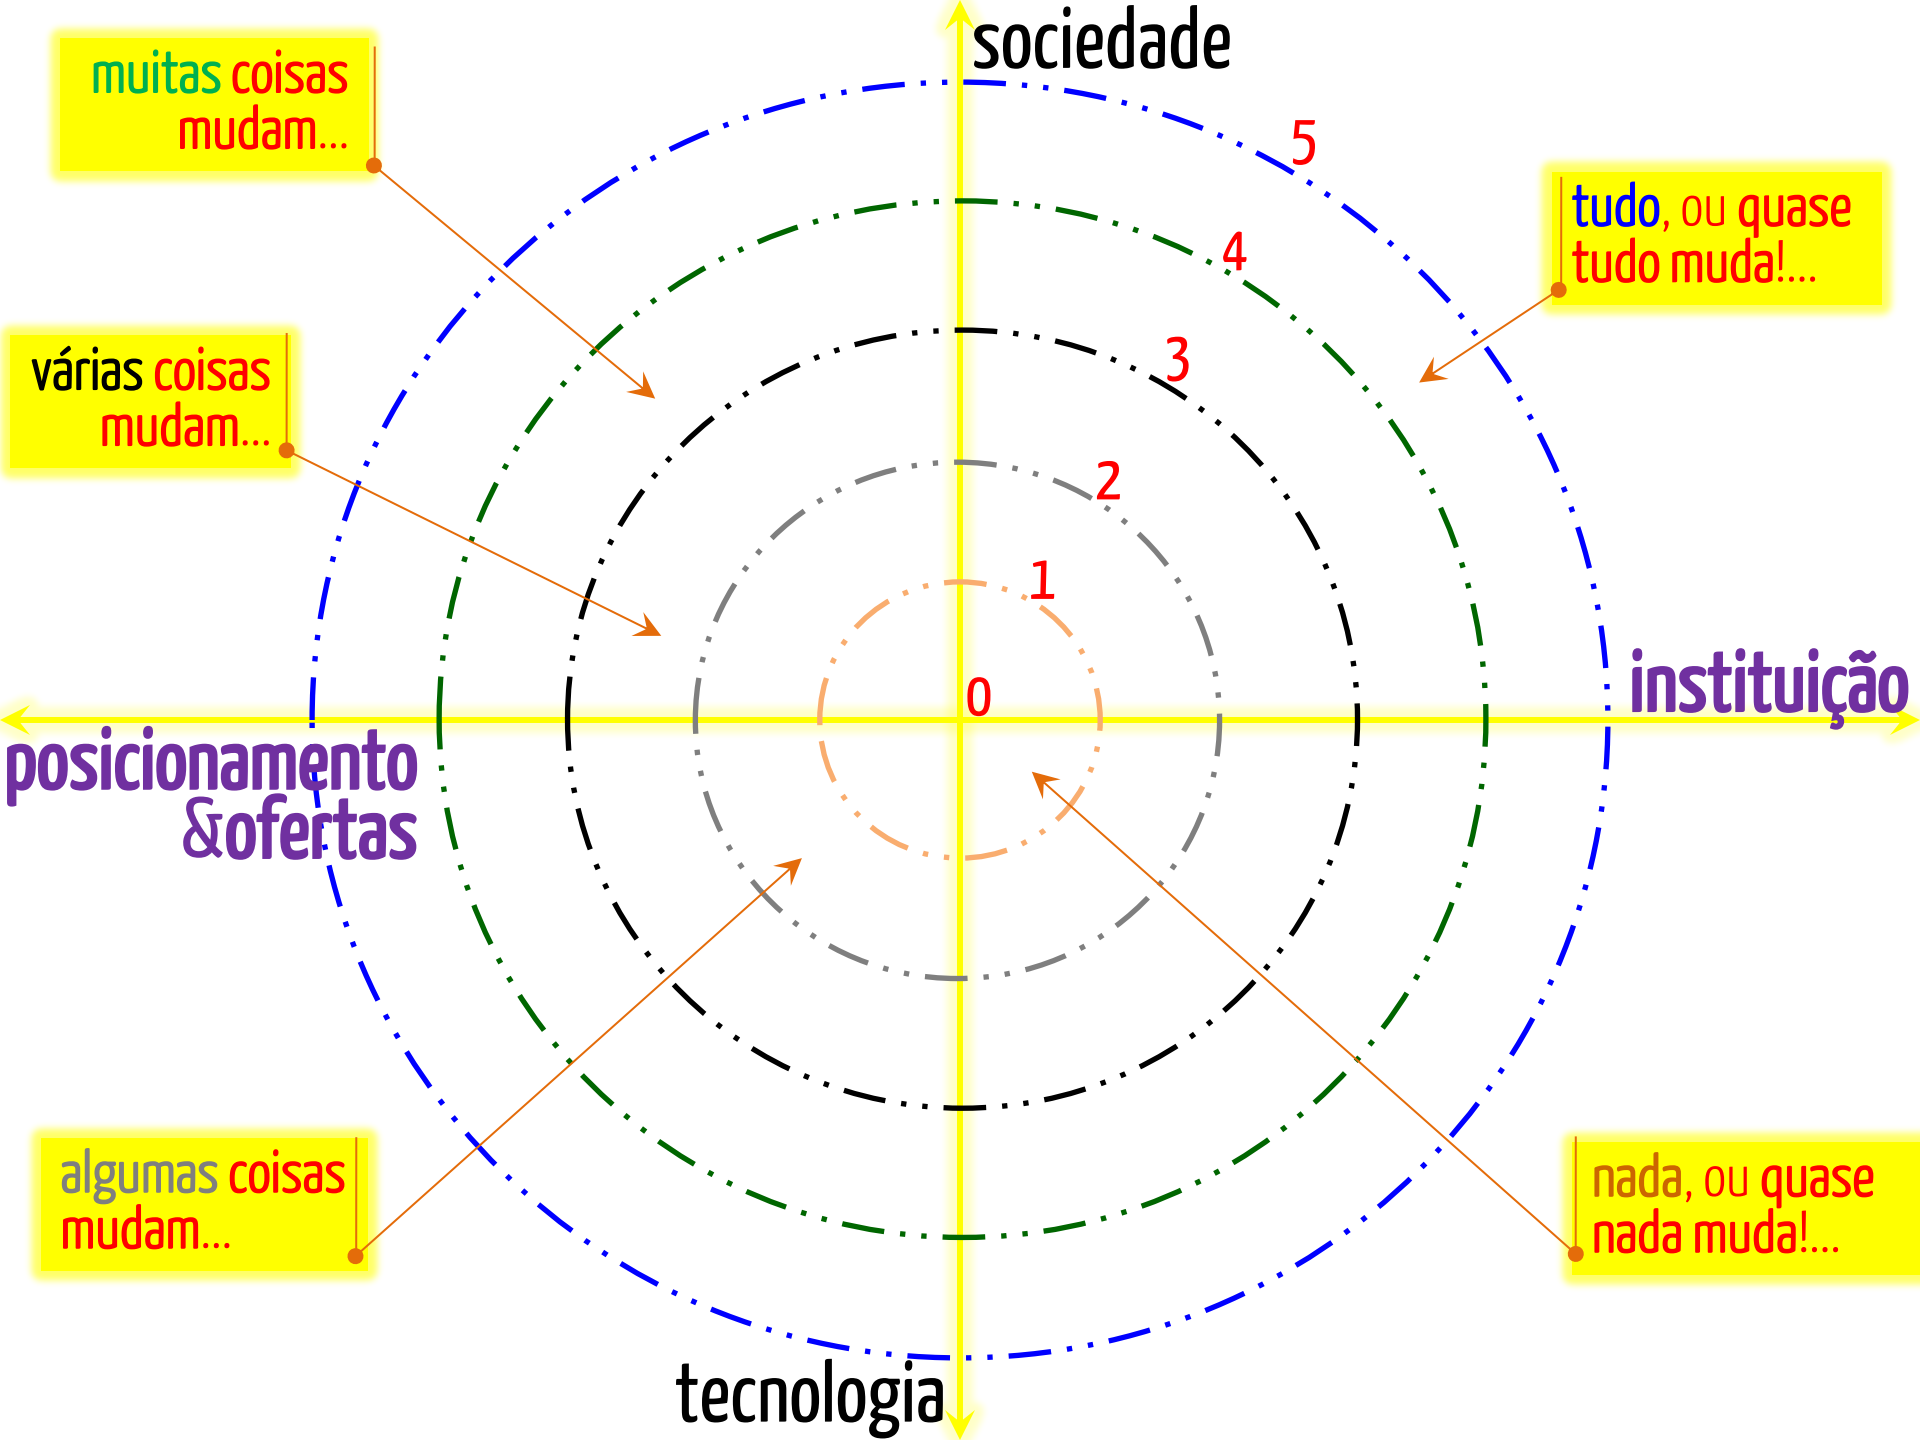 sociedade
muitas coisas
mudam...
5
tudo, ou quase
tudo muda!...
4
várias coisas
mudam...
3
2
1
0
instituição
posicionamento
&ofertas
algumas coisas
mudam...
nada, ou quase
nada muda!...
tecnologia